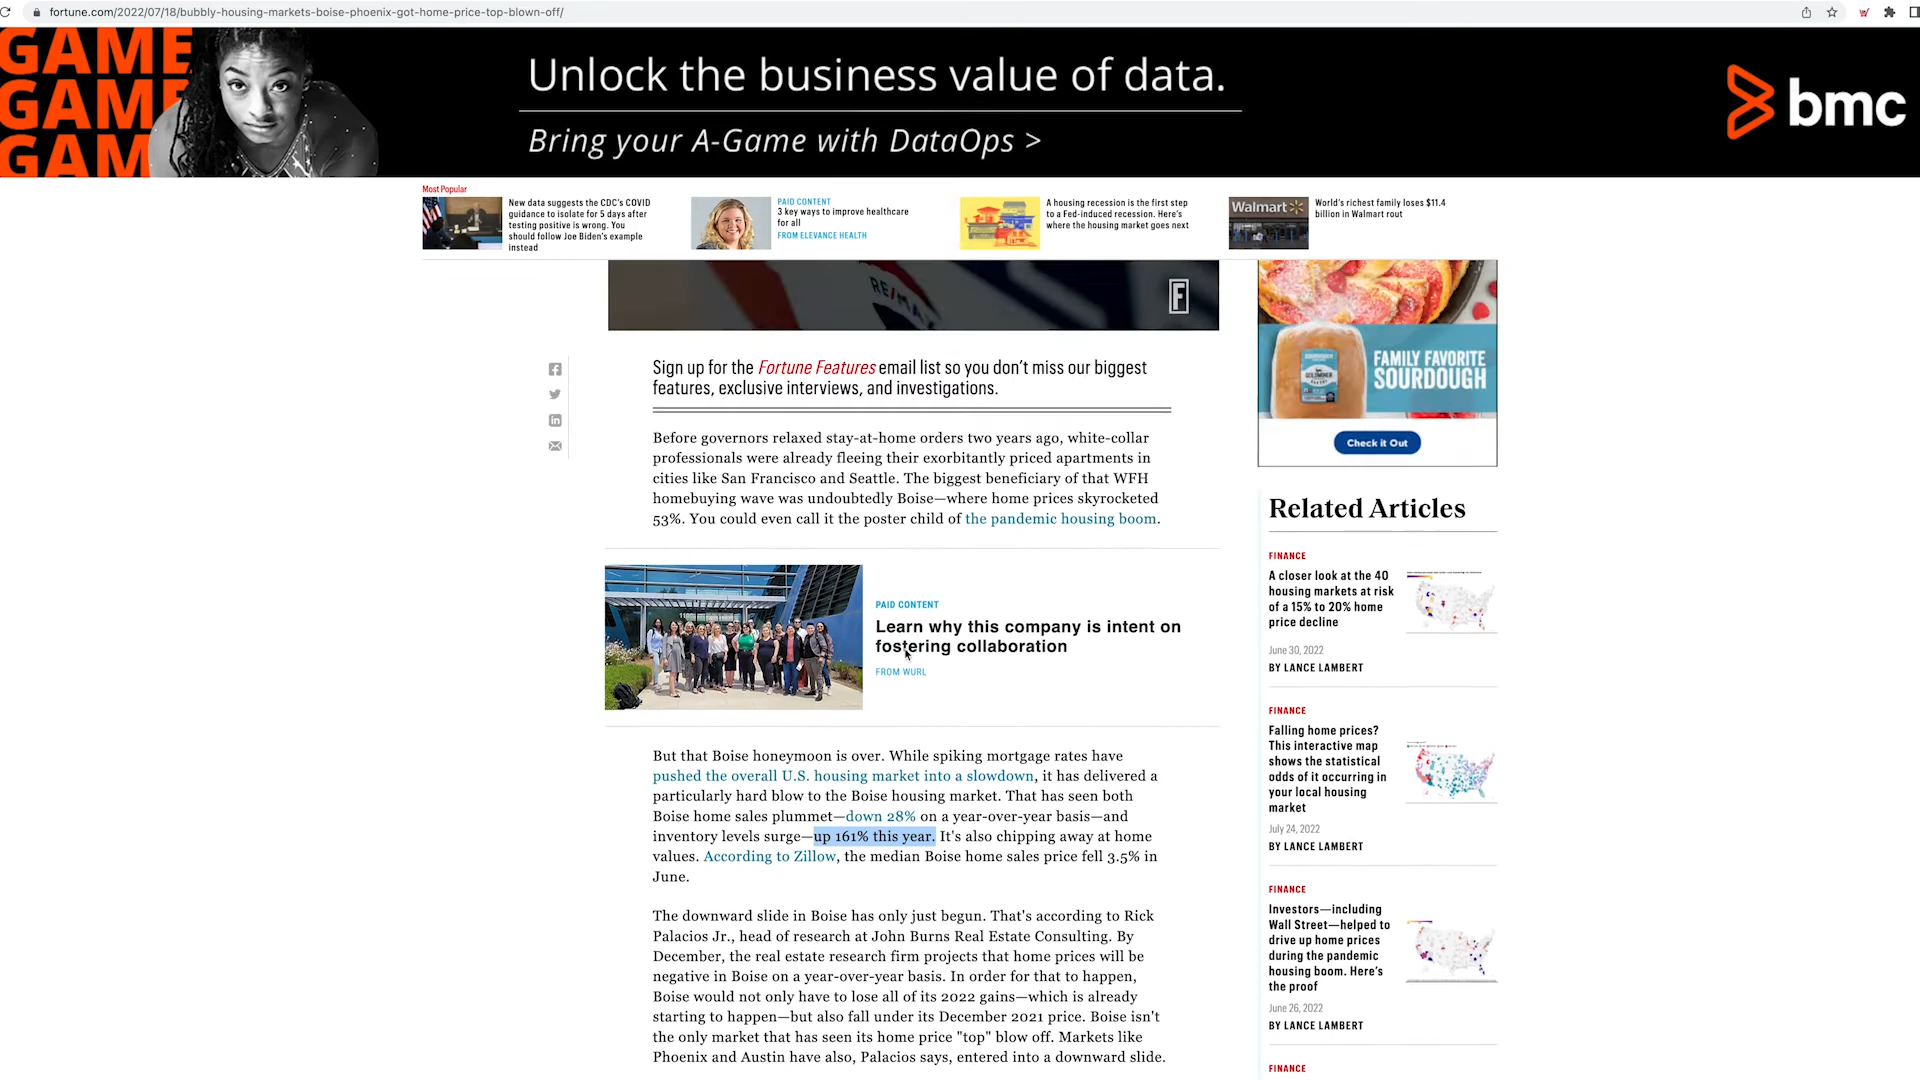 fortune.com/2022/07/18/bubbly-housing-markets-boise-phoenix-got-home-price-top-blown-off/
GAME
GAME
GAM
Unlock the business value of data.
Bring your A-Game with DataOps >
bmc
Most Popular
New data suggests the CDC's COVID
guidance to isolate for 5 days after
testing positive is wrong. You
should follow Joe Biden's example
instead
PAID CONTENT
3 key ways to improve healthcare
for all
FROM ELEVANCE HEALTH
A housing recession is the first step
to a Fed-induced recession. Here's
where the housing market goes next
Walmart
World's richest family loses $11.4
billion in Walmart rout
RE/MAX
F
Sign up for the Fortune Features email list so you don't miss our biggest
features, exclusive interviews, and investigations.
Before governors relaxed stay-at-home orders two years ago, white-collar
professionals were already fleeing their exorbitantly priced apartments in
cities like San Francisco and Seattle. The biggest beneficiary of that WFH
homebuying wave was undoubtedly Boise—where home prices skyrocketed
53%. You could even call it the poster child of the pandemic housing boom.
PAID CONTENT
Learn why this company is intent on
fostering collaboration
FROM WURL
But that Boise honeymoon is over. While spiking mortgage rates have
pushed the overall U.S. housing market into a slowdown, it has delivered a
particularly hard blow to the Boise housing market. That has seen both
Boise home sales plummet—down 28% on a year-over-year basis—and
inventory levels surge—up 161% this year. It's also chipping away at home
values. According to Zillow, the median Boise home sales price fell 3.5% in
June.
The downward slide in Boise has only just begun. That's according to Rick
Palacios Jr., head of research at John Burns Real Estate Consulting. By
December, the real estate research firm projects that home prices will be
negative in Boise on a year-over-year basis. In order for that to happen,
Boise would not only have to lose all of its 2022 gains—which is already
starting to happen—but also fall under its December 2021 price. Boise isn't
the only market that has seen its home price "top" blow off. Markets like
Phoenix and Austin have also, Palacios says, entered into a downward slide.
FAMILY FAVORITE
SOURDOUGH
Check it Out
Related Articles
FINANCE
A closer look at the 40
housing markets at risk
of a 15% to 20% home
price decline
June 30, 2022
BY LANCE LAMBERT
FINANCE
Falling home prices?
This interactive map
shows the statistical
odds of it occurring in
your local housing
market
July 24, 2022
BY LANCE LAMBERT
FINANCE
Investors—including
Wall Street—helped to
drive up home prices
during the pandemic
housing boom. Here's
the proof
June 26, 2022
BY LANCE LAMBERT
FINANCE